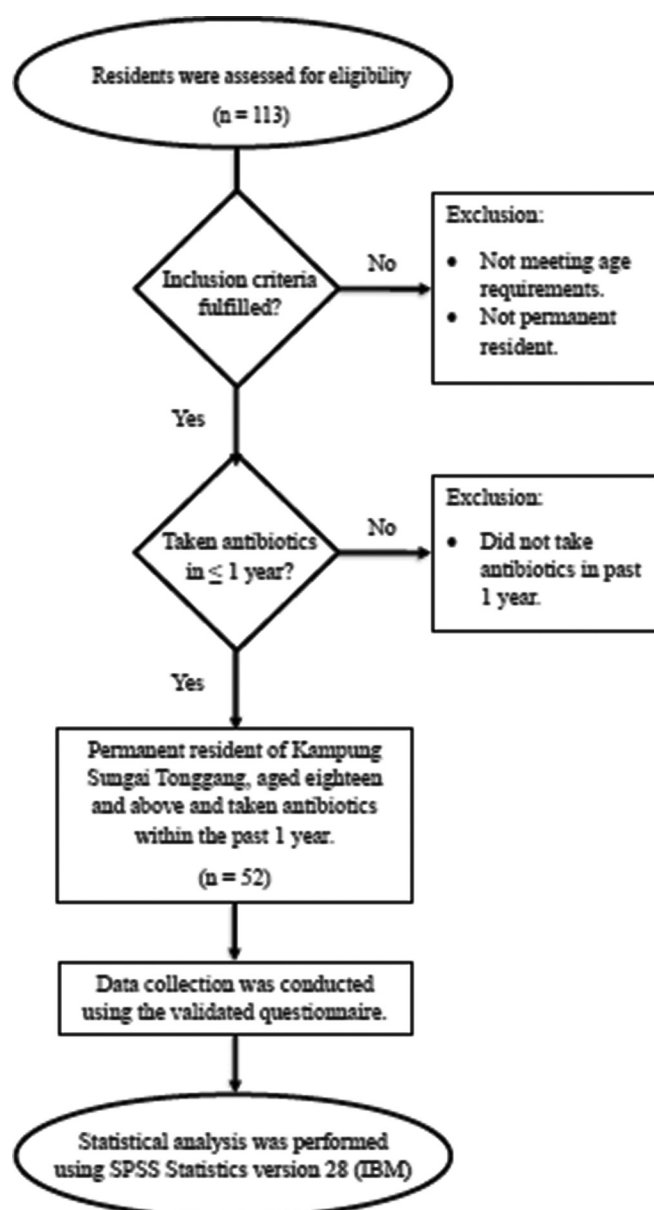 Residents were assessed for eligibility
(n = 113)
Inclusion criteria
fulfilled?
No
Exclusion:
• Not meeting age
requirements.
• Not permanent
resident.
Yes
Taken antibiotics
in ≤ 1 year?
No
Exclusion:
• Did not take
antibiotics in past
1 year.
Yes
Permanent resident of Kampung
Sungai Tonggang, aged eighteen
and above and taken antibiotics
within the past 1 year.
(n = 52)
Data collection was conducted
using the validated questionnaire.
Statistical analysis was performed
using SPSS Statistics version 28 (IBM)